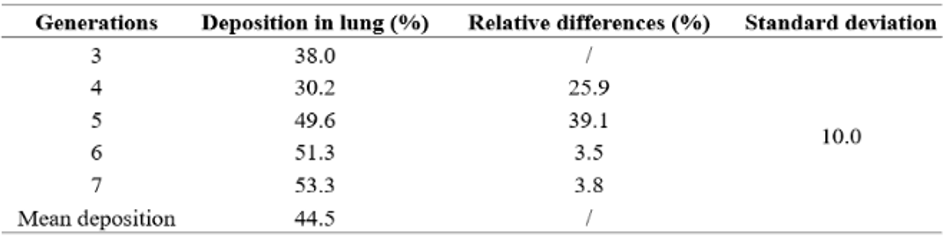 Generations Deposition in lung (%) Relative differences (%) Standard deviation
3 38.0 /
4 30.2 25.9
5 49.6 39.1
10.0
6 51.3 3.5
7 53.3 3.8
Mean deposition 44.5 /